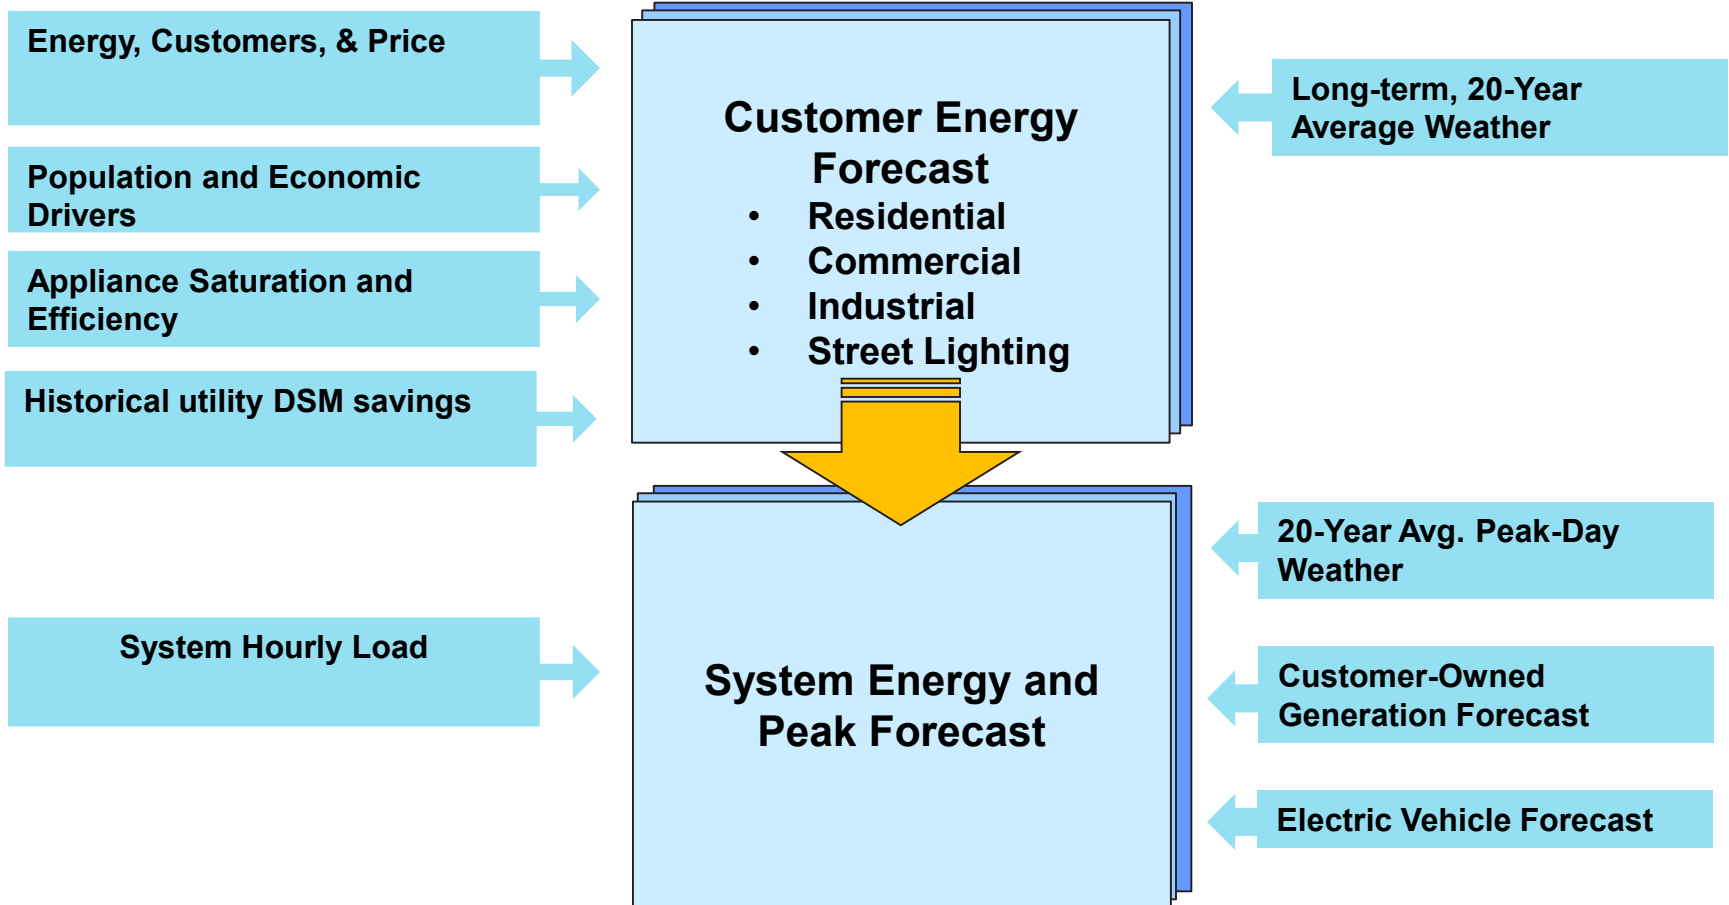 Energy, Customers, & Price
Population and Economic
Drivers
Appliance Saturation and
Efficiency
Historical utility DSM savings
Customer Energy
Forecast
• Residential
• Commercial
• Industrial
• Street Lighting
Long-term, 20-Year
Average Weather
System Hourly Load
System Energy and
Peak Forecast
20-Year Avg. Peak-Day
Weather
Customer-Owned
Generation Forecast
Electric Vehicle Forecast